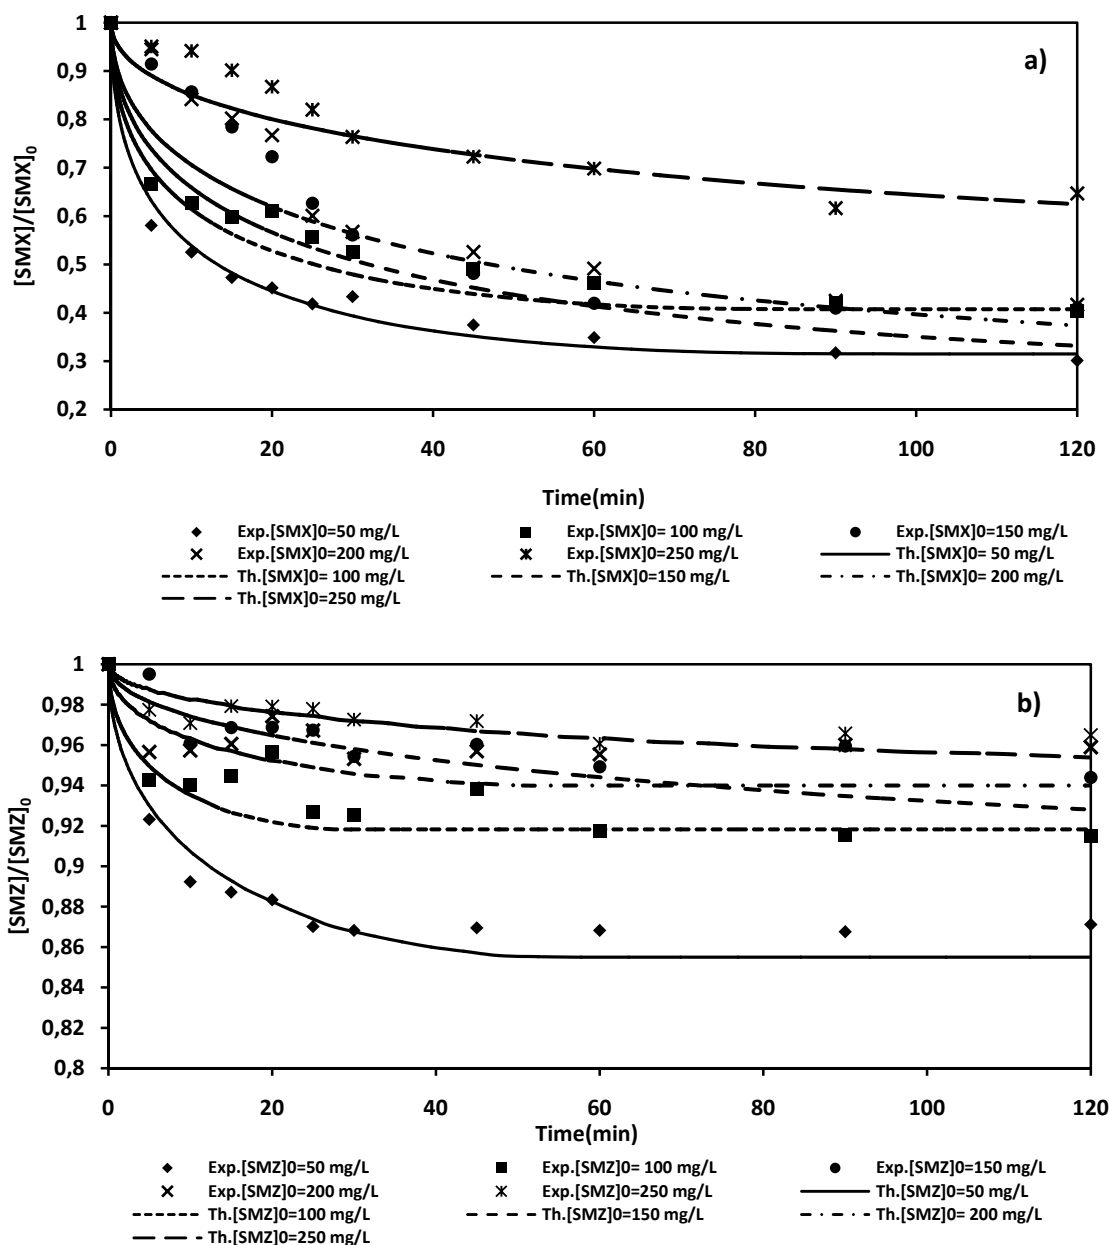 1
a)
0,9
0,8
0,7
0,6
0,5
0,4
0,3
0,2
[SMX]/[SMX]0
0 20 40 60 80 100 120
Time(min)
Exp.[SMX]0=50 mg/L Exp.[SMX]0= 100 mg/L Exp.[SMX]0=150 mg/L
Exp.[SMX]0=200 mg/L Exp.[SMX]0=250 mg/L Th.[SMX]0= 50 mg/L
Th.[SMX]0= 100 mg/L Th.[SMX]0=150 mg/L Th.[SMX]0= 200 mg/L
Th.[SMX]0=250 mg/L
1
b)
0,98
0,96
0,94
0,92
0,9
0,88
0,86
0,84
0,82
0,8
[SMZ]/[SMZ]0
0 20 40 60 80 100 120
Time(min)
Exp.[SMZ]0=50 mg/L Exp.[SMZ]0= 100 mg/L Exp.[SMZ]0=150 mg/L
Exp.[SMZ]0=200 mg/L Exp.[SMZ]0=250 mg/L Th.[SMZ]0=50 mg/L
Th.[SMZ]0=100 mg/L Th.[SMZ]0=150 mg/L Th.[SMZ]0= 200 mg/L
Th.[SMZ]0=250 mg/L